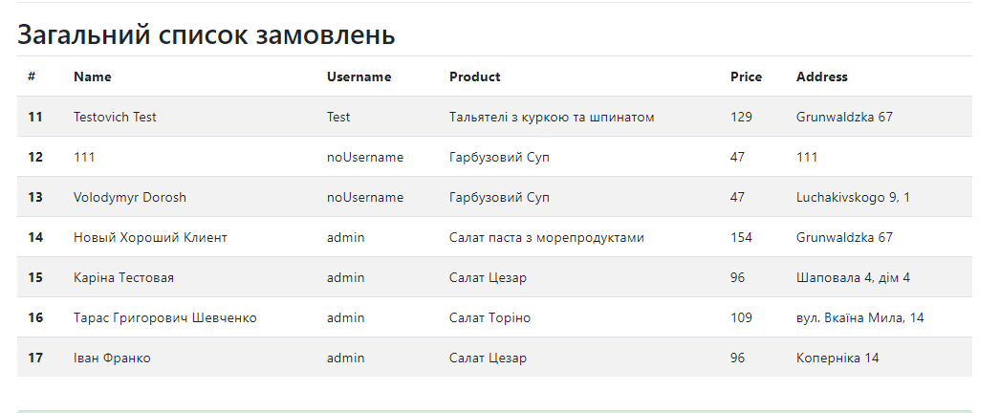 Загальний список замовлень
# Name Username Product Price Address
11 Testovich Test Test Тальятелі з куркою та шпинатом 129 Grunwaldzka 67
12 111 noUsername Гарбузовий Суп 47 111
13 Volodymyr Dorosh noUsername Гарбузовий Суп 47 Luchakivskogo 9, 1
14 Новый Хороший Клиент admin Салат паста з морепродуктами 154 Grunwaldzka 67
15 Каріна Тестовая admin Салат Цезар 96 Шаповала 4, дім 4
16 Тарас Григорович Шевченко admin Салат Торіно 109 вул. Вкаїна Мила, 14
17 Іван Франко admin Салат Цезар 96 Коперніка 14